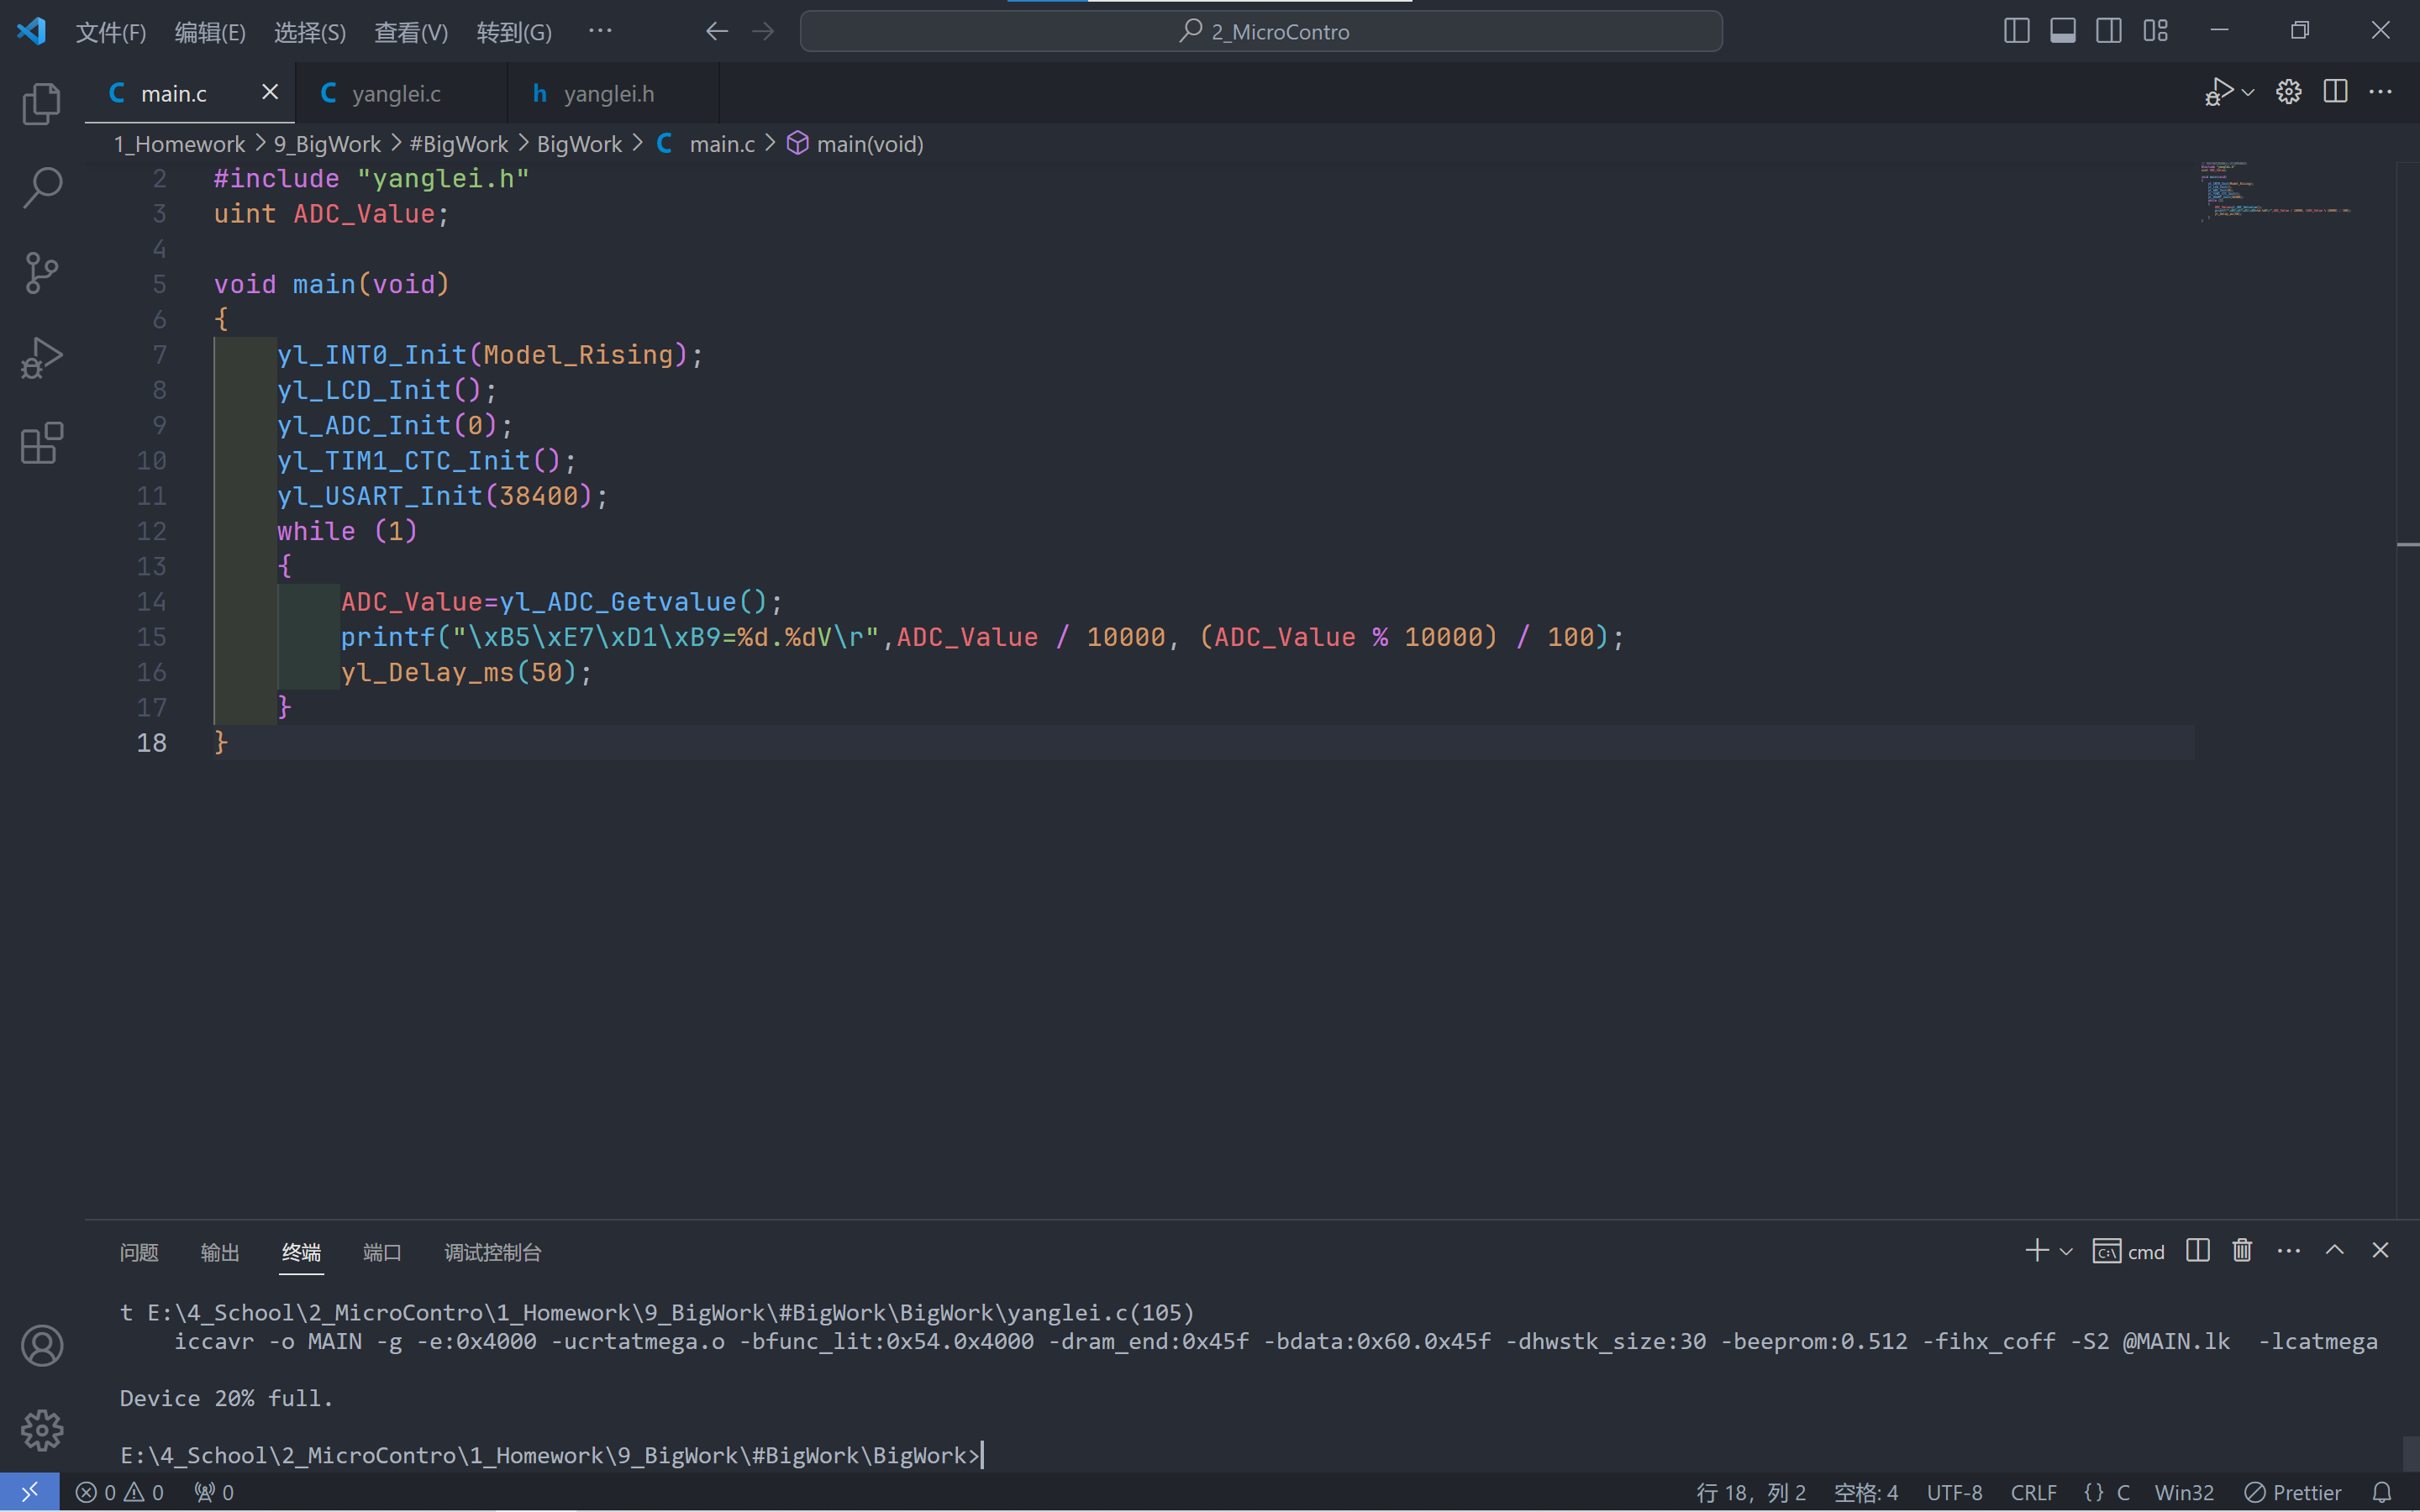 文件(F) 编辑(E) 选择(S) 查看(V) 转到(G) ··· 2_MicroContro
C main.c C yanglei.c h yanglei.h
1_Homework > 9_BigWork > #BigWork > BigWork > C main.c > main(void)
2 #include "yanglei.h"
3 uint ADC_Value;
4
5 void main(void)
6 {
7 yl_INT0_Init(Model_Rising);
8 yl_LCD_Init();
9 yl_ADC_Init(0);
10 yl_TIM1_CTC_Init();
11 yl_USART_Init(38400);
12 while (1)
13 {
14 ADC_Value=yl_ADC_Getvalue();
15 printf("\xB5\xE7\xD1\xB9=%d.%dV\r",ADC_Value / 10000, (ADC_Value % 10000) / 100);
16 yl_Delay_ms(50);
17 }
18 }
问题 输出 终端 端口 调试控制台 cmd
t E:\4_School\2_MicroContro\1_Homework\9_BigWork\#BigWork\BigWork\yanglei.c(105)
iccavr -o MAIN -g -e:0x4000 -ucrtatmega.o -bfunc_lit:0x54.0x4000 -dram_end:0x45f -bdata:0x60.0x45f -dhwstk_size:30 -beeprom:0.512 -fihx_coff -S2 @MAIN.lk -lcatmega
Device 20% full.
E:\4_School\2_MicroContro\1_Homework\9_BigWork\#BigWork\BigWork>
0 0 0 行 18，列 2 空格: 4 UTF-8 CRLF {} C Win32 Prettier